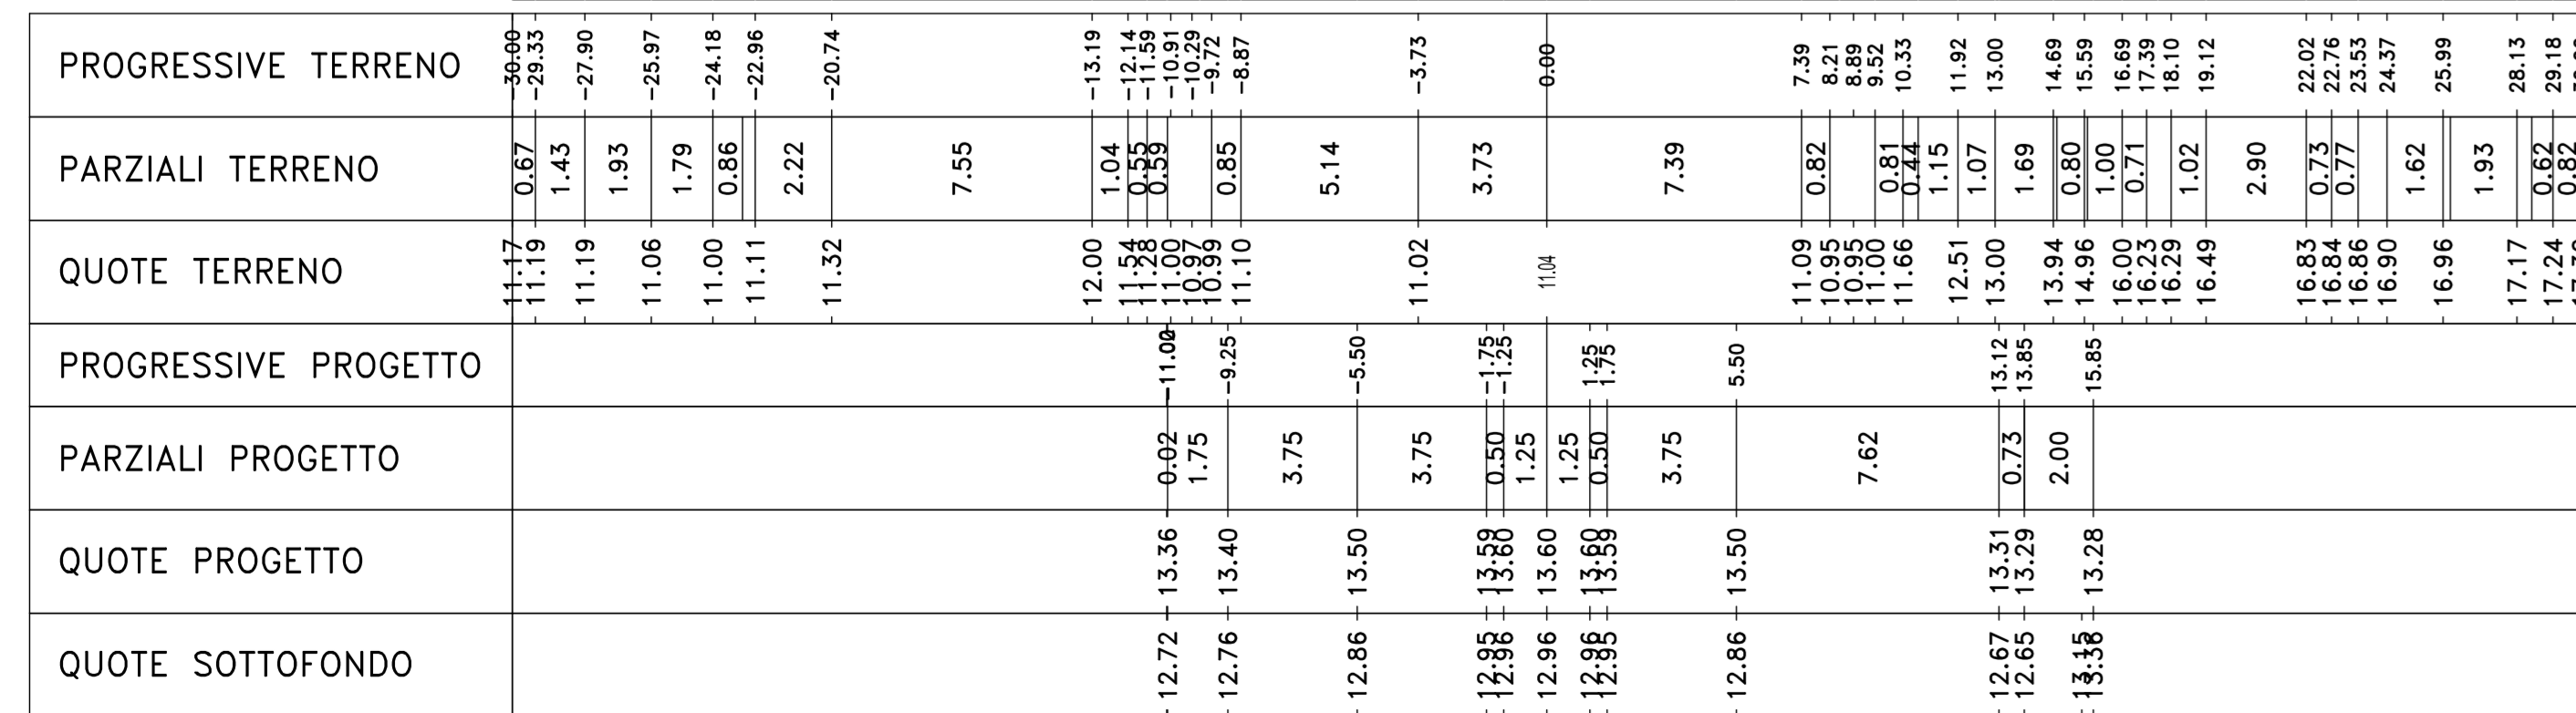 PROGRESSIVE TERRENO -30.00 -29.33 -27.90 -25.97 -24.18 -22.96 -20.74 -13.19 -12.14 -11.59 -10.91 -10.29 -9.72 -8.87 -3.73 0.00 7.39 8.21 8.89 9.52 10.33 11.92 13.00 14.69 15.59 16.69 17.39 18.10 19.12 22.02 22.76 23.53 24.37 25.99 28.13 29.18
PARZIALI TERRENO 0.67 1.43 1.93 1.79 0.86 2.22 7.55 1.04 0.55 0.59 0.85 5.14 3.73 7.39 0.82 0.81 0.44 1.15 1.07 1.69 0.80 1.00 0.71 1.02 2.90 0.73 0.77 1.62 1.93 0.62 0.82
QUOTE TERRENO 11.17 11.19 11.19 11.06 11.00 11.11 11.32 12.00 11.54 11.28 11.00 10.97 10.99 11.10 11.02 11.04 11.09 10.95 10.95 11.00 11.66 12.51 13.00 13.94 14.96 16.00 16.23 16.29 16.49 16.83 16.84 16.86 16.90 16.96 17.17 17.24
PROGRESSIVE PROGETTO -9.25 -5.50 -1.75 -1.25 1.25 1.75 5.50 13.12 13.85 15.85
PARZIALI PROGETTO 0.02 1.75 3.75 3.75 0.50 1.25 1.25 0.50 3.75 7.62 0.73 2.00
QUOTE PROGETTO 13.36 13.40 13.50 13.59 13.60 13.60 13.60 13.59 13.50 13.31 13.29 13.28
QUOTE SOTTOFONDO 12.72 12.76 12.86 12.95 12.96 12.96 12.96 12.95 12.86 12.67 12.65 13.15